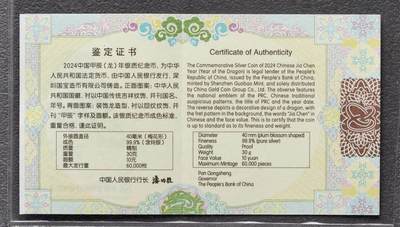 鉴定证书
2024中国甲辰(龙)年银质纪念币,为中华
人民共和国法定货币,由中国人民银行发行,深
圳国宝造币有限公司铸造。正面图案:中华人
民共和国国徽,衬以中国传统吉祥纹饰,并刊国名、
年号。背面图案:装饰龙造型,衬以回纹纹饰,并
刊“甲辰”字样及面额。该银质纪念币成色标准,
重量合格,谨此证明。
外接圆直径 40毫米(梅花形)
成色 99.9%(含纯银)
质量 精制
重量 30克
面额 10元
最大发行量 60,000枚
中国人民银行行长
Certificate of Authenticity
The Commemorative Silver Coin of 2024 Chinese Jia Chen
Year (Year of the Dragon) is legal tender of the People's
Republic of China, issued by the People's Bank of China,
minted by Shenzhen Guobao Mint, and solely distributed
by China Gold Coin Group Co., Ltd. The obverse features
the national emblem of the PRC, Chinese traditional
auspicious patterns, the title of PRC and the year date.
The reverse depicts a decorative design of a dragon, with
the fret pattern in the background, the words "Jia Chen" in
Chinese and the face value. This is to certify that the coin
is up to standard as to its fineness and weight.
Diameter 40 mm (plum blossom shaped)
Fineness 99.9% (pure silver)
Quality Proof
Weight 30 g
Face Value 10 yuan
Maximum Mintage 60,000 pieces
Pan Gongsheng,
Governor
The People's Bank of China